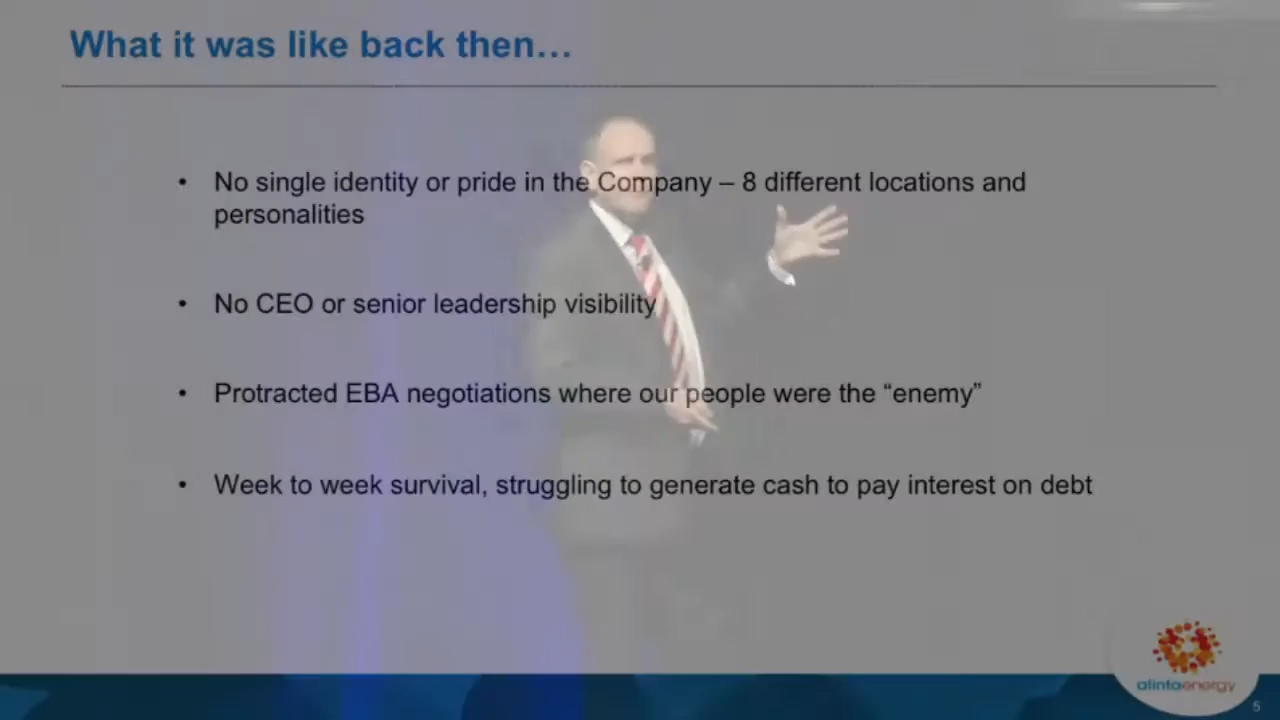 What it was like back then…
• No single identity or pride in the Company – 8 different locations and
personalities
• No CEO or senior leadership visibility
• Protracted EBA negotiations where our people were the “enemy”
• Week to week survival, struggling to generate cash to pay interest on debt
alintaenergy
5